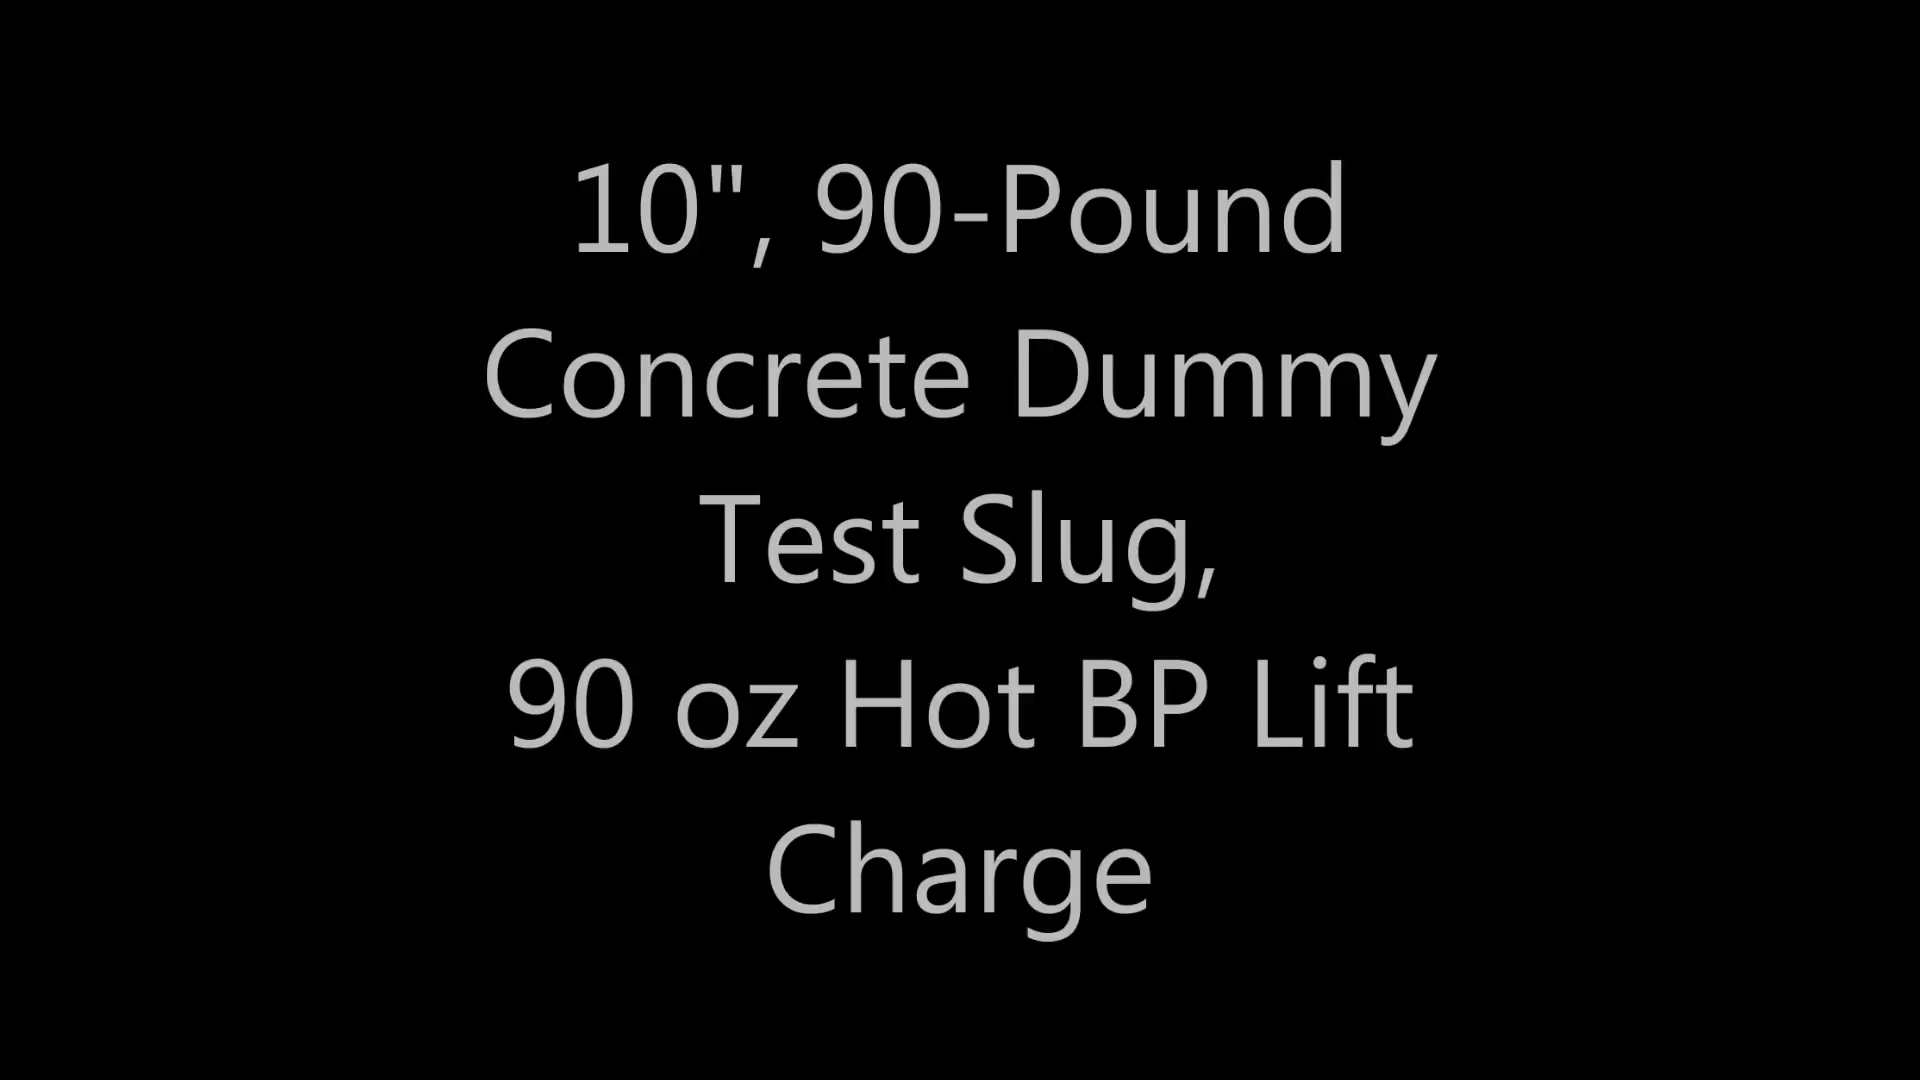 10", 90-Pound
Concrete Dummy
Test Slug,
90 oz Hot BP Lift
Charge